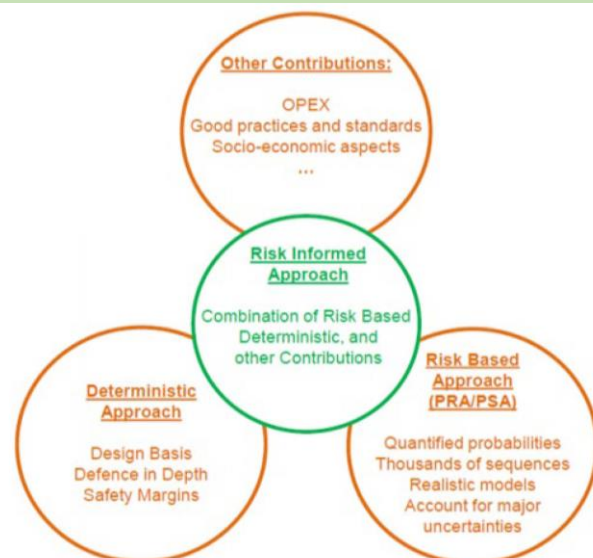 Other Contributions:
OPEX
Good practices and standards
Socio-economic aspects
...
Risk Informed
Approach
Combination of Risk Based
Deterministic, and
other Contributions
Deterministic
Approach
Design Basis
Defence in Depth
Safety Margins
Risk Based
Approach
(PRA/PSA)
Quantified probabilities
Thousands of sequences
Realistic models
Account for major
uncertainties